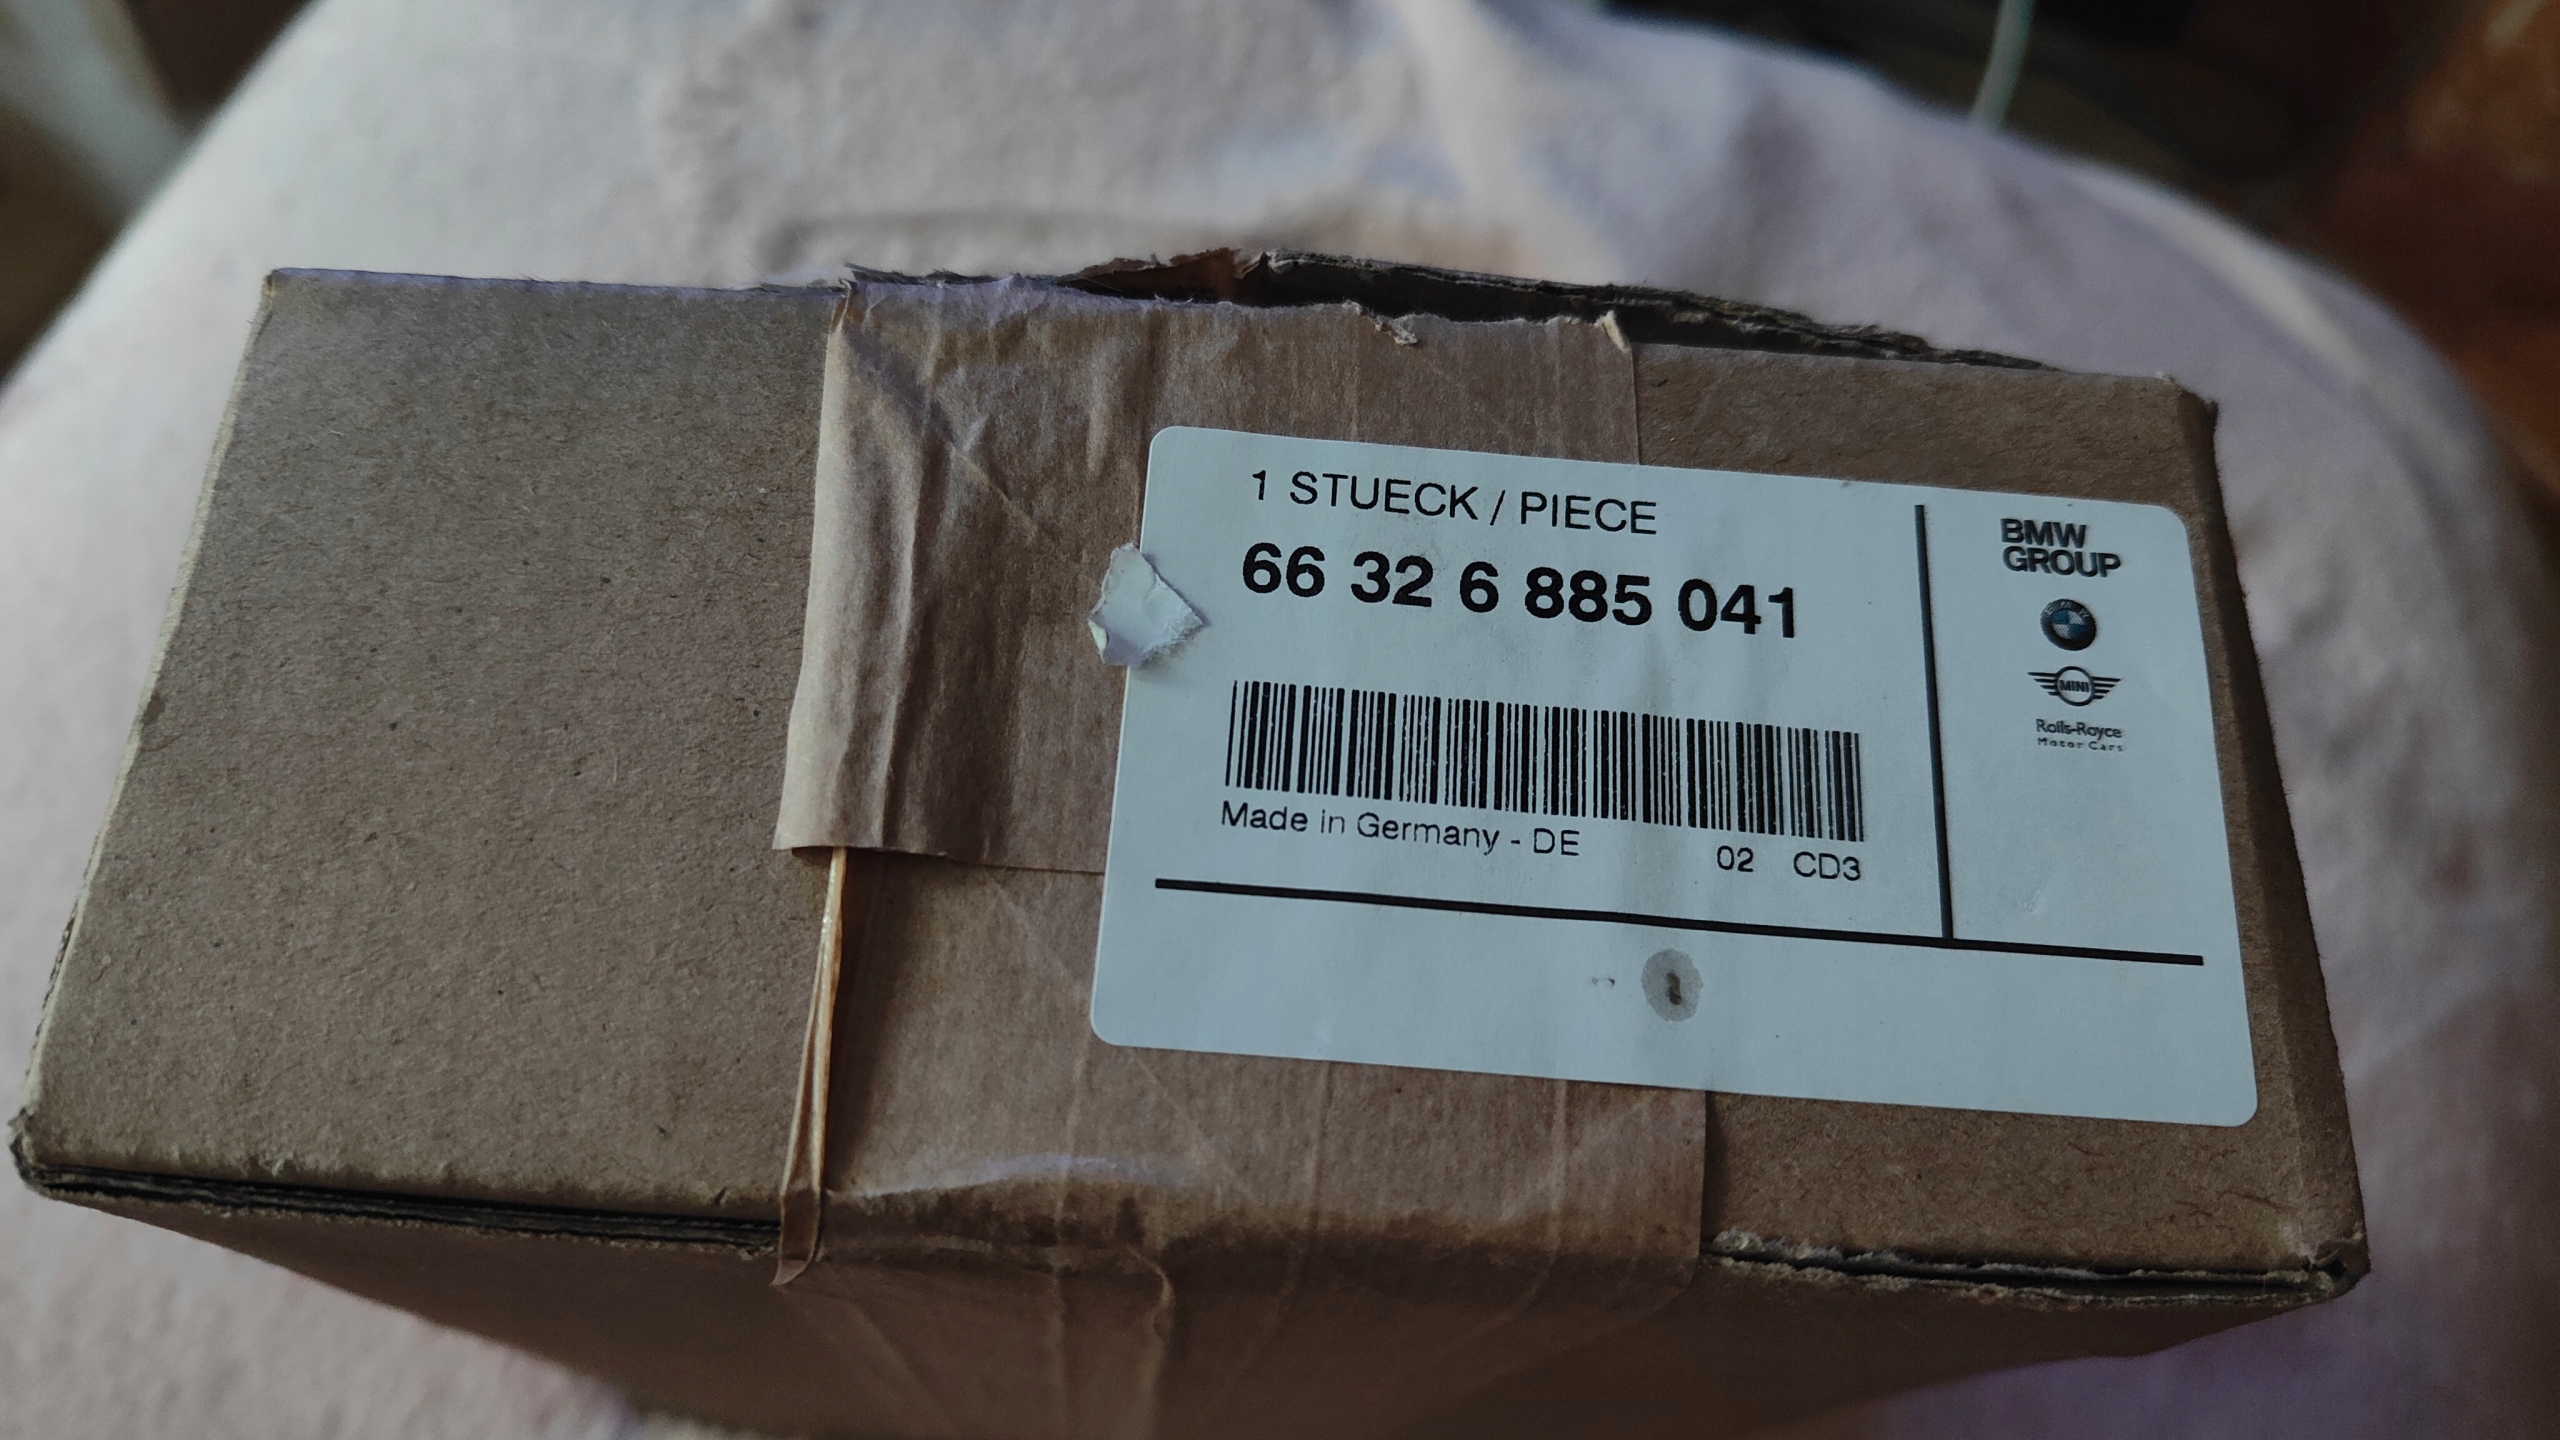 1 STUECK / PIECE
66 32 6 885 041
Made in Germany - DE
02 CD3
BMW
GROUP
MINI
Rolls-Royce
Motor Cars